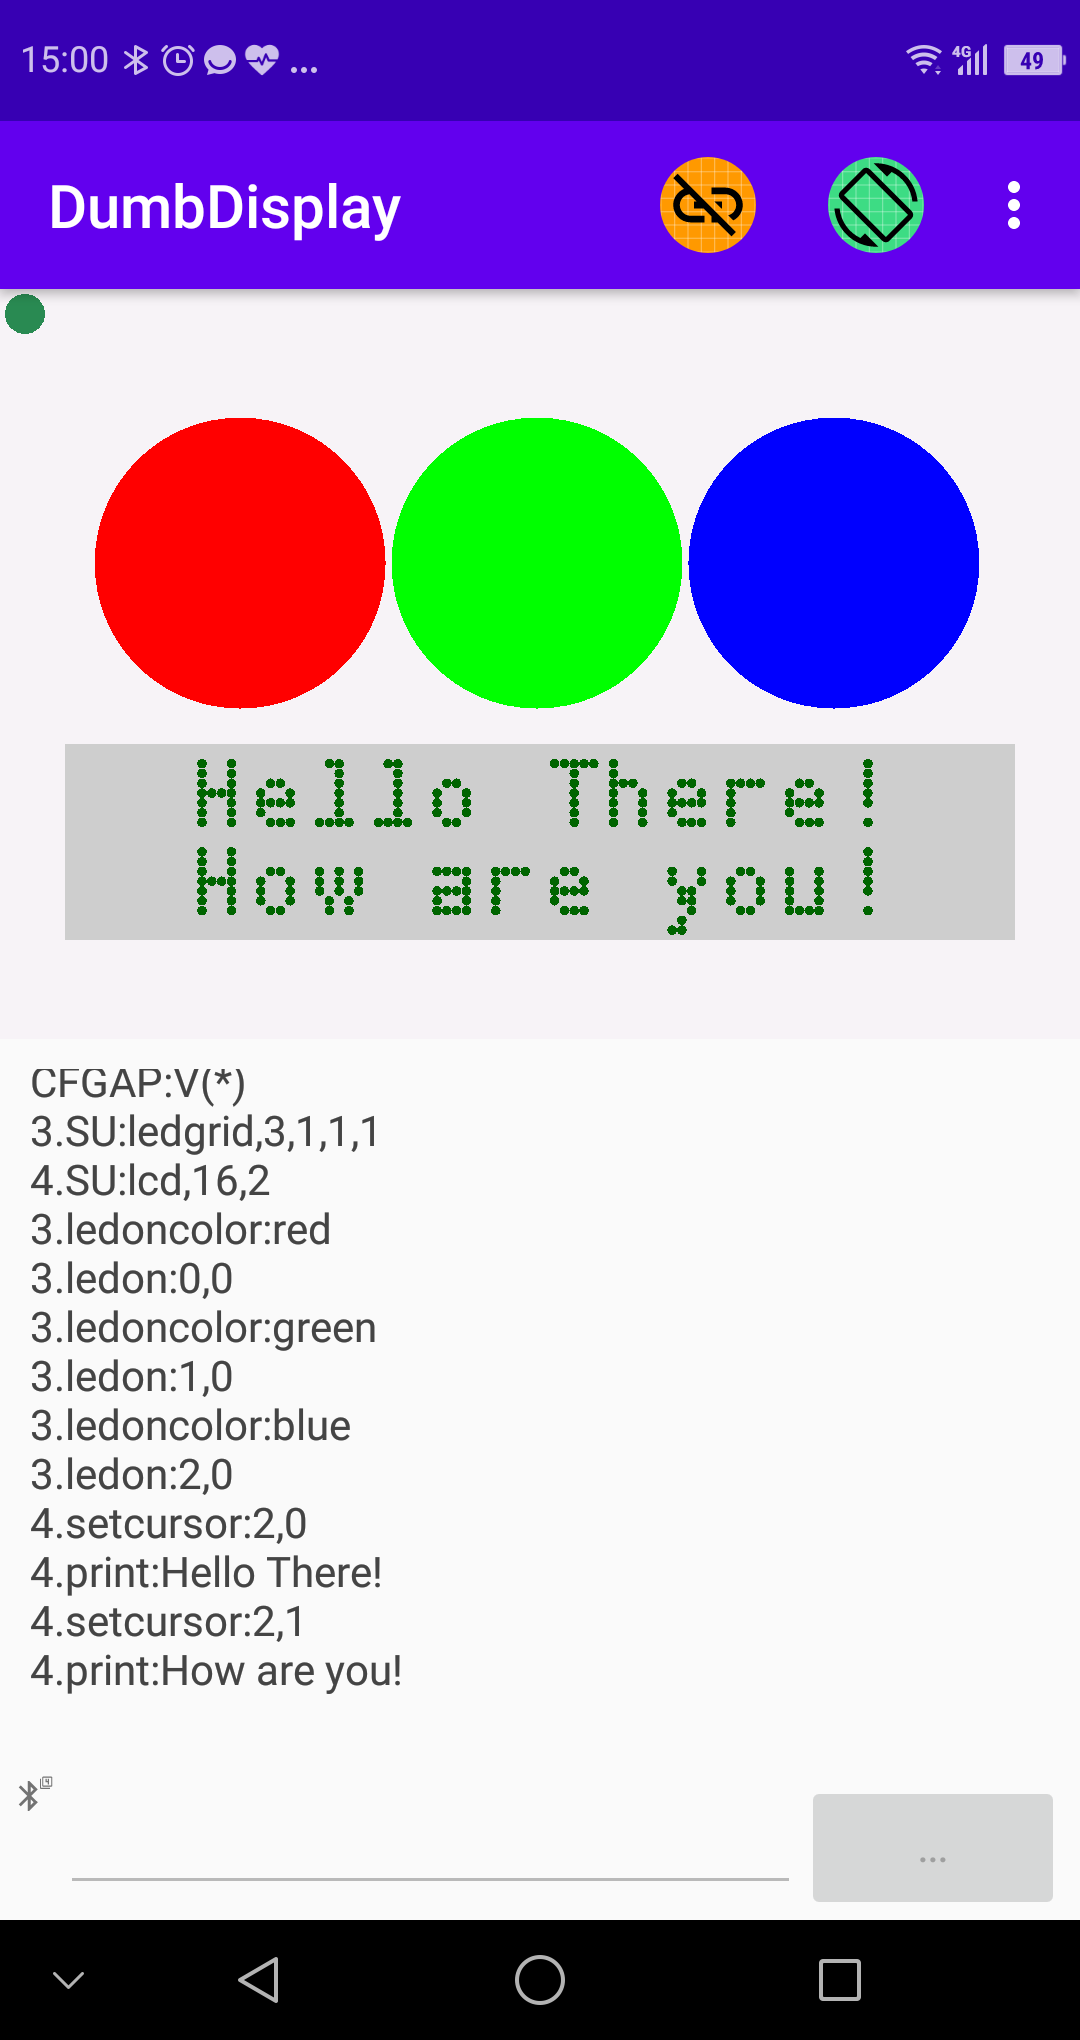 15:00 ... 4G 49
DumbDisplay
Hello There!
How are you!
CFGAP:V(*)
3.SU:ledgrid,3,1,1,1
4.SU:lcd,16,2
3.ledoncolor:red
3.ledon:0,0
3.ledoncolor:green
3.ledon:1,0
3.ledoncolor:blue
3.ledon:2,0
4.setcursor:2,0
4.print:Hello There!
4.setcursor:2,1
4.print:How are you!
4
...